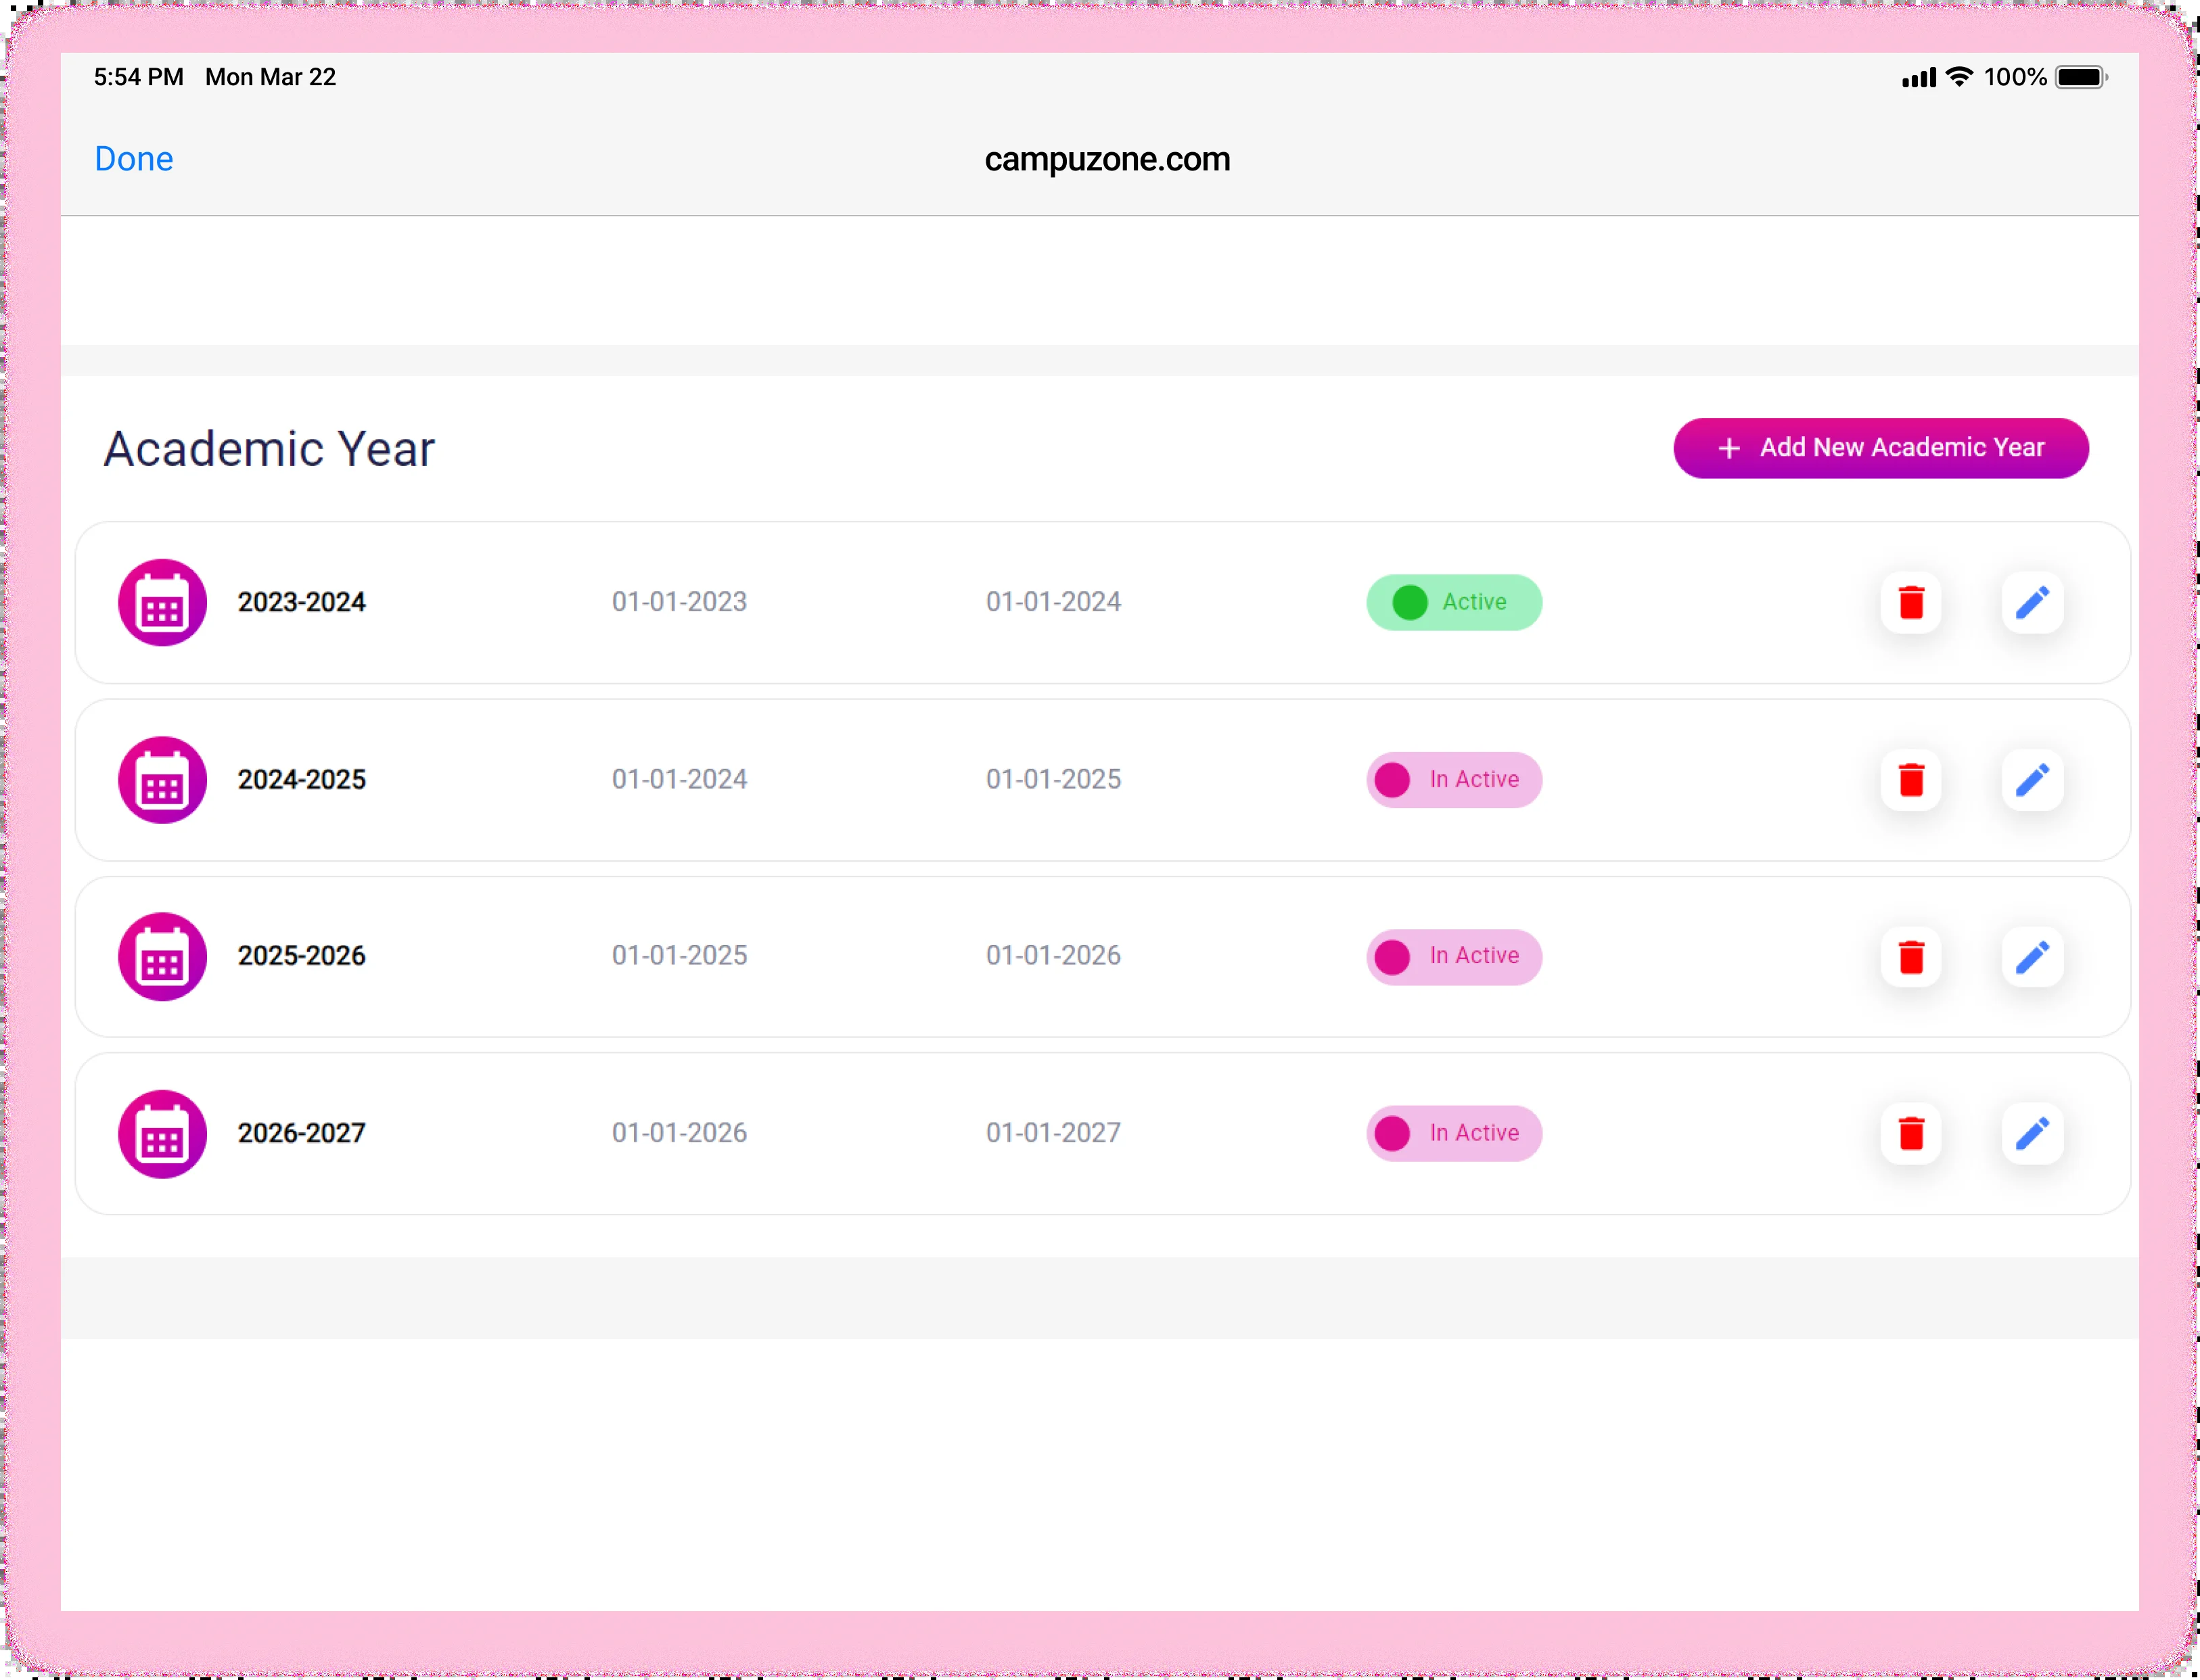 5:54 PM Mon Mar 22 100%
Done campuzone.com
Academic Year + Add New Academic Year
2023-2024 01-01-2023 01-01-2024 Active
2024-2025 01-01-2024 01-01-2025 In Active
2025-2026 01-01-2025 01-01-2026 In Active
2026-2027 01-01-2026 01-01-2027 In Active